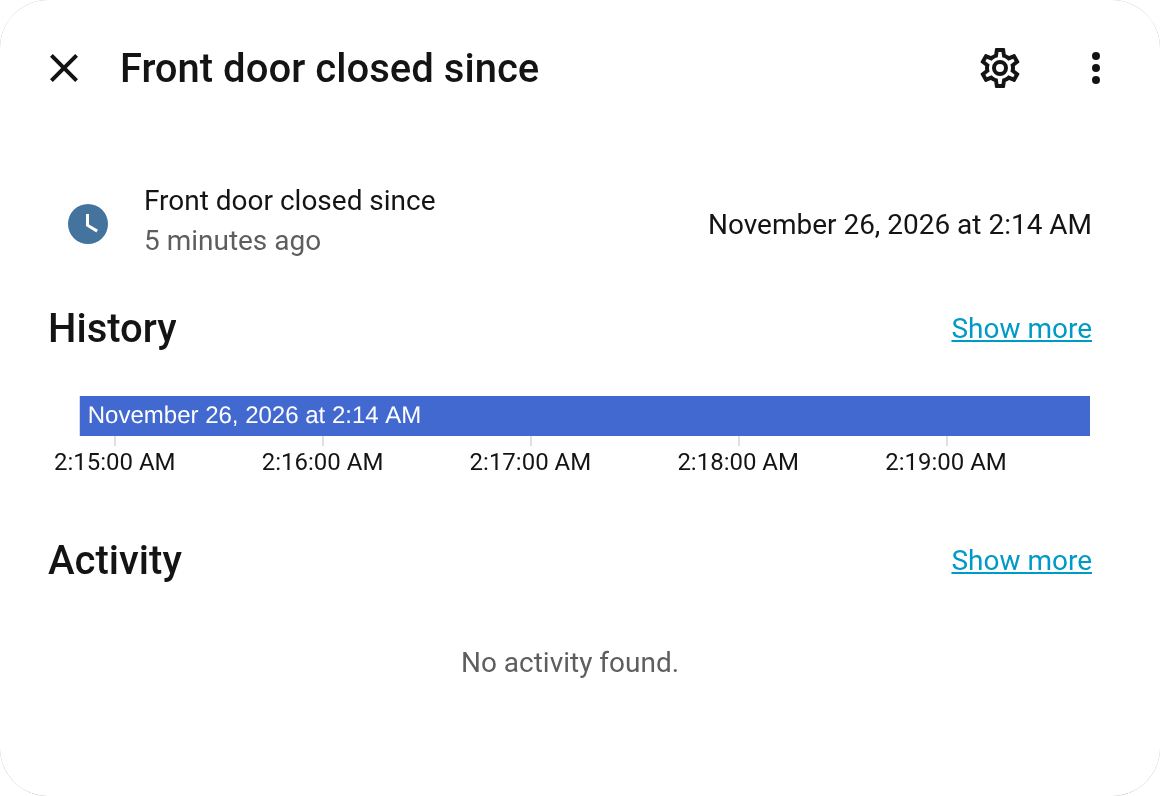 Front door closed since
Front door closed since
5 minutes ago
November 26, 2026 at 2:14 AM
History
Show more
November 26, 2026 at 2:14 AM
2:15:00 AM 2:16:00 AM 2:17:00 AM 2:18:00 AM 2:19:00 AM
Activity
Show more
No activity found.